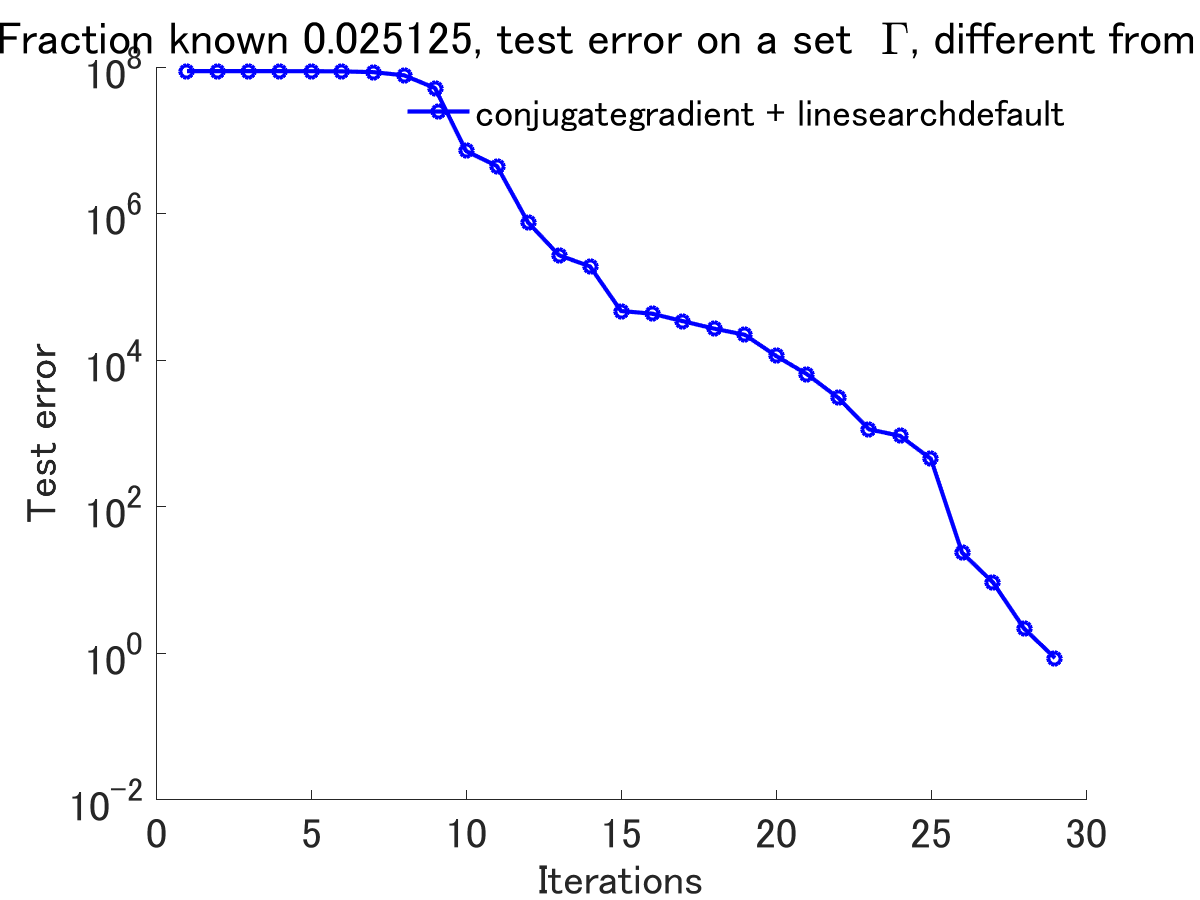 Fraction known 0.025125, test error on a set Γ, different from
10^8
conjugategradient + linesearchdefault
10^6
10^4
Test error
10^2
10^0
10^-2
0 5 10 15 20 25 30
Iterations